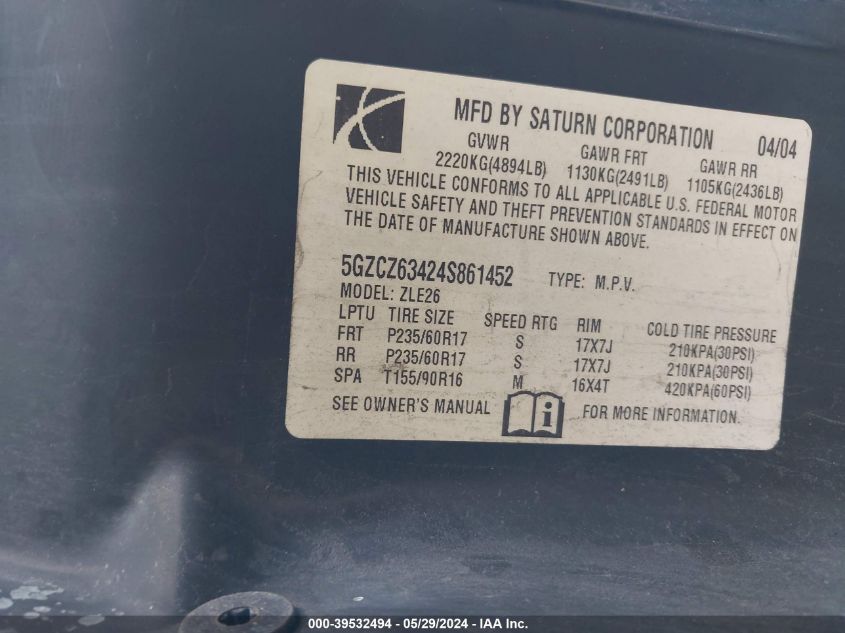 MFD BY SATURN CORPORATION 04/04
GVWR GAWR FRT GAWR RR
2220KG(4894LB) 1130KG(2491LB) 1105KG(2436LB)
THIS VEHICLE CONFORMS TO ALL APPLICABLE U.S. FEDERAL MOTOR
VEHICLE SAFETY AND THEFT PREVENTION STANDARDS IN EFFECT ON
THE DATE OF MANUFACTURE SHOWN ABOVE.
5GZCZ63424S861452 TYPE: M.P.V.
MODEL: ZLE26
LPTU TIRE SIZE SPEED RTG RIM COLD TIRE PRESSURE
FRT P235/60R17 S 17X7J 210KPA(30PSI)
RR P235/60R17 S 17X7J 210KPA(30PSI)
SPA T155/90R16 M 16X4T 420KPA(60PSI)
SEE OWNER'S MANUAL i FOR MORE INFORMATION.
000-39532494 - 05/29/2024 - IAA Inc.